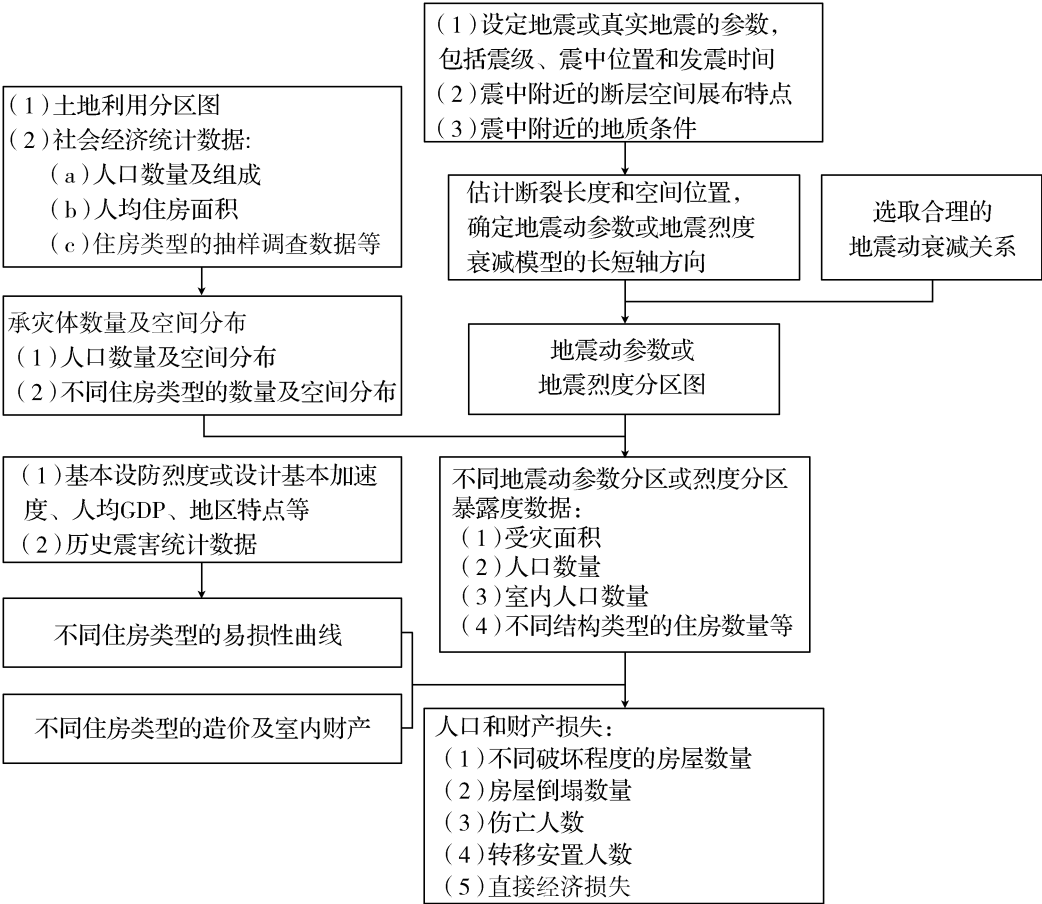 (1)设定地震或真实地震的参数,
包括震级、震中位置和发震时间
(2)震中附近的断层空间展布特点
(3)震中附近的地质条件
(1)土地利用分区图
(2)社会经济统计数据:
(a)人口数量及组成
(b)人均住房面积
(c)住房类型的抽样调查数据等
估计断裂长度和空间位置,
确定地震动参数或地震烈度
衰减模型的长短轴方向
选取合理的
地震动衰减关系
承灾体数量及空间分布
(1)人口数量及空间分布
(2)不同住房类型的数量及空间分布
地震动参数或
地震烈度分区图
(1)基本设防烈度或设计基本加速
度、人均GDP、地区特点等
(2)历史震害统计数据
不同地震动参数分区或烈度分区
暴露度数据:
(1)受灾面积
(2)人口数量
(3)室内人口数量
(4)不同结构类型的住房数量等
不同住房类型的易损性曲线
不同住房类型的造价及室内财产
人口和财产损失:
(1)不同破坏程度的房屋数量
(2)房屋倒塌数量
(3)伤亡人数
(4)转移安置人数
(5)直接经济损失